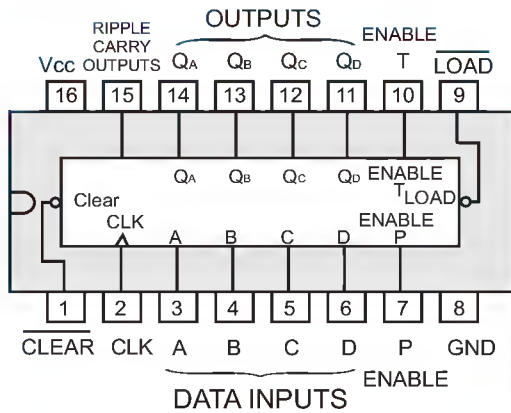 OUTPUTS
RIPPLE CARRY OUTPUTS
Vcc QA QB QC QD ENABLE T LOAD
16 15 14 13 12 11 10 9
QA QB QC QD ENABLE
Clear T LOAD
CLK ENABLE
A B C D P
1 2 3 4 5 6 7 8
CLEAR CLK A B C D P GND
ENABLE
DATA INPUTS